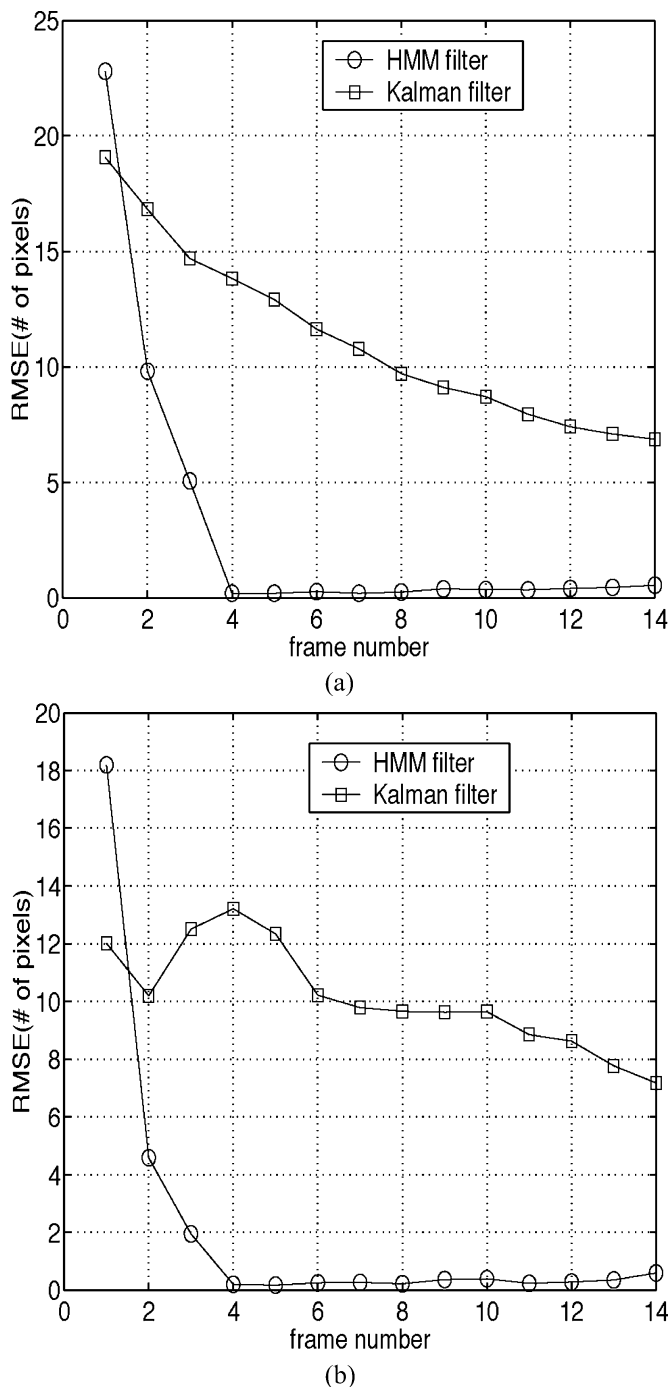 25
20
15
10
5
0
RMSE(# of pixels)
HMM filter
Kalman filter
0 2 4 6 8 10 12 14
frame number
(a)
20
18
16
14
12
10
8
6
4
2
0
RMSE(# of pixels)
HMM filter
Kalman filter
0 2 4 6 8 10 12 14
frame number
(b)